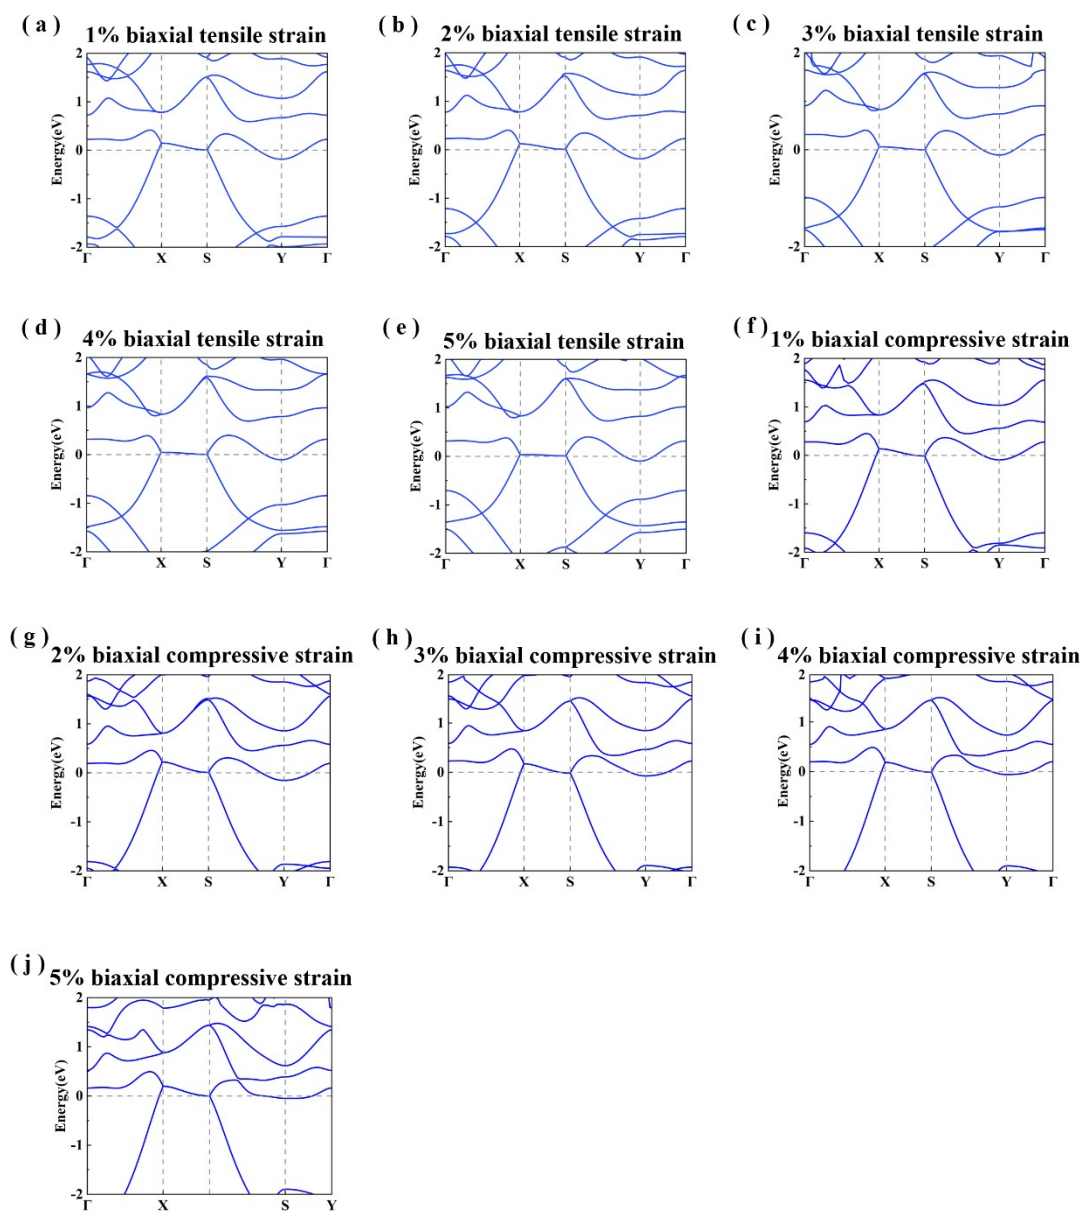 ( a )
1% biaxial tensile strain
2
1
0
-1
-2
Energy(eV)
Γ X S Y Γ
( b )
2% biaxial tensile strain
2
1
0
-1
-2
Energy(eV)
Γ X S Y Γ
( c )
3% biaxial tensile strain
2
1
0
-1
-2
Energy(eV)
Γ X S Y Γ
( d )
4% biaxial tensile strain
2
1
0
-1
-2
Energy(eV)
Γ X S Y Γ
( e )
5% biaxial tensile strain
2
1
0
-1
-2
Energy(eV)
Γ X S Y Γ
( f )
1% biaxial compressive strain
2
1
0
-1
-2
Energy(eV)
Γ X S Y Γ
( g )
2% biaxial compressive strain
2
1
0
-1
-2
Energy(eV)
Γ X S Y Γ
( h )
3% biaxial compressive strain
2
1
0
-1
-2
Energy(eV)
Γ X S Y Γ
( i )
4% biaxial compressive strain
2
1
0
-1
-2
Energy(eV)
Γ X S Y Γ
( j )
5% biaxial compressive strain
2
1
0
-1
-2
Energy(eV)
Γ X S Y